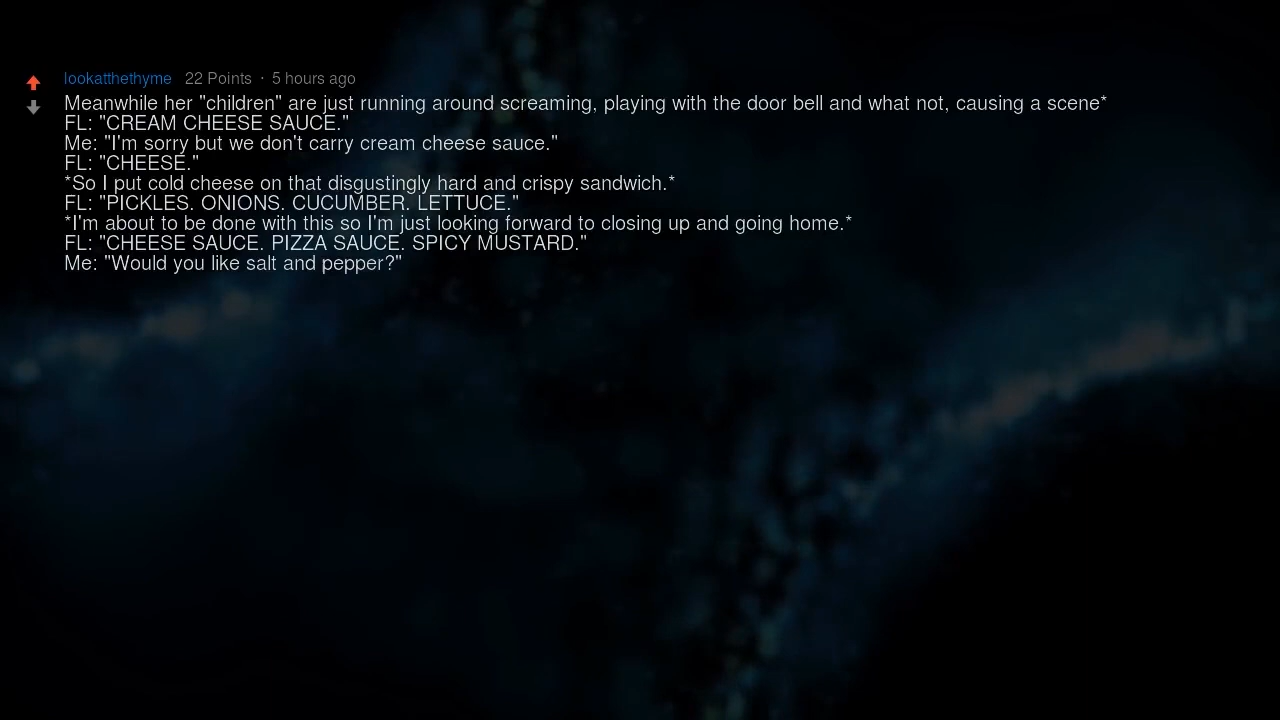 lookatthethyme 22 Points · 5 hours ago
Meanwhile her "children" are just running around screaming, playing with the door bell and what not, causing a scene*
FL: "CREAM CHEESE SAUCE."
Me: "I'm sorry but we don't carry cream cheese sauce."
FL: "CHEESE."
*So I put cold cheese on that disgustingly hard and crispy sandwich.*
FL: "PICKLES. ONIONS. CUCUMBER. LETTUCE."
*I'm about to be done with this so I'm just looking forward to closing up and going home.*
FL: "CHEESE SAUCE. PIZZA SAUCE. SPICY MUSTARD."
Me: "Would you like salt and pepper?"